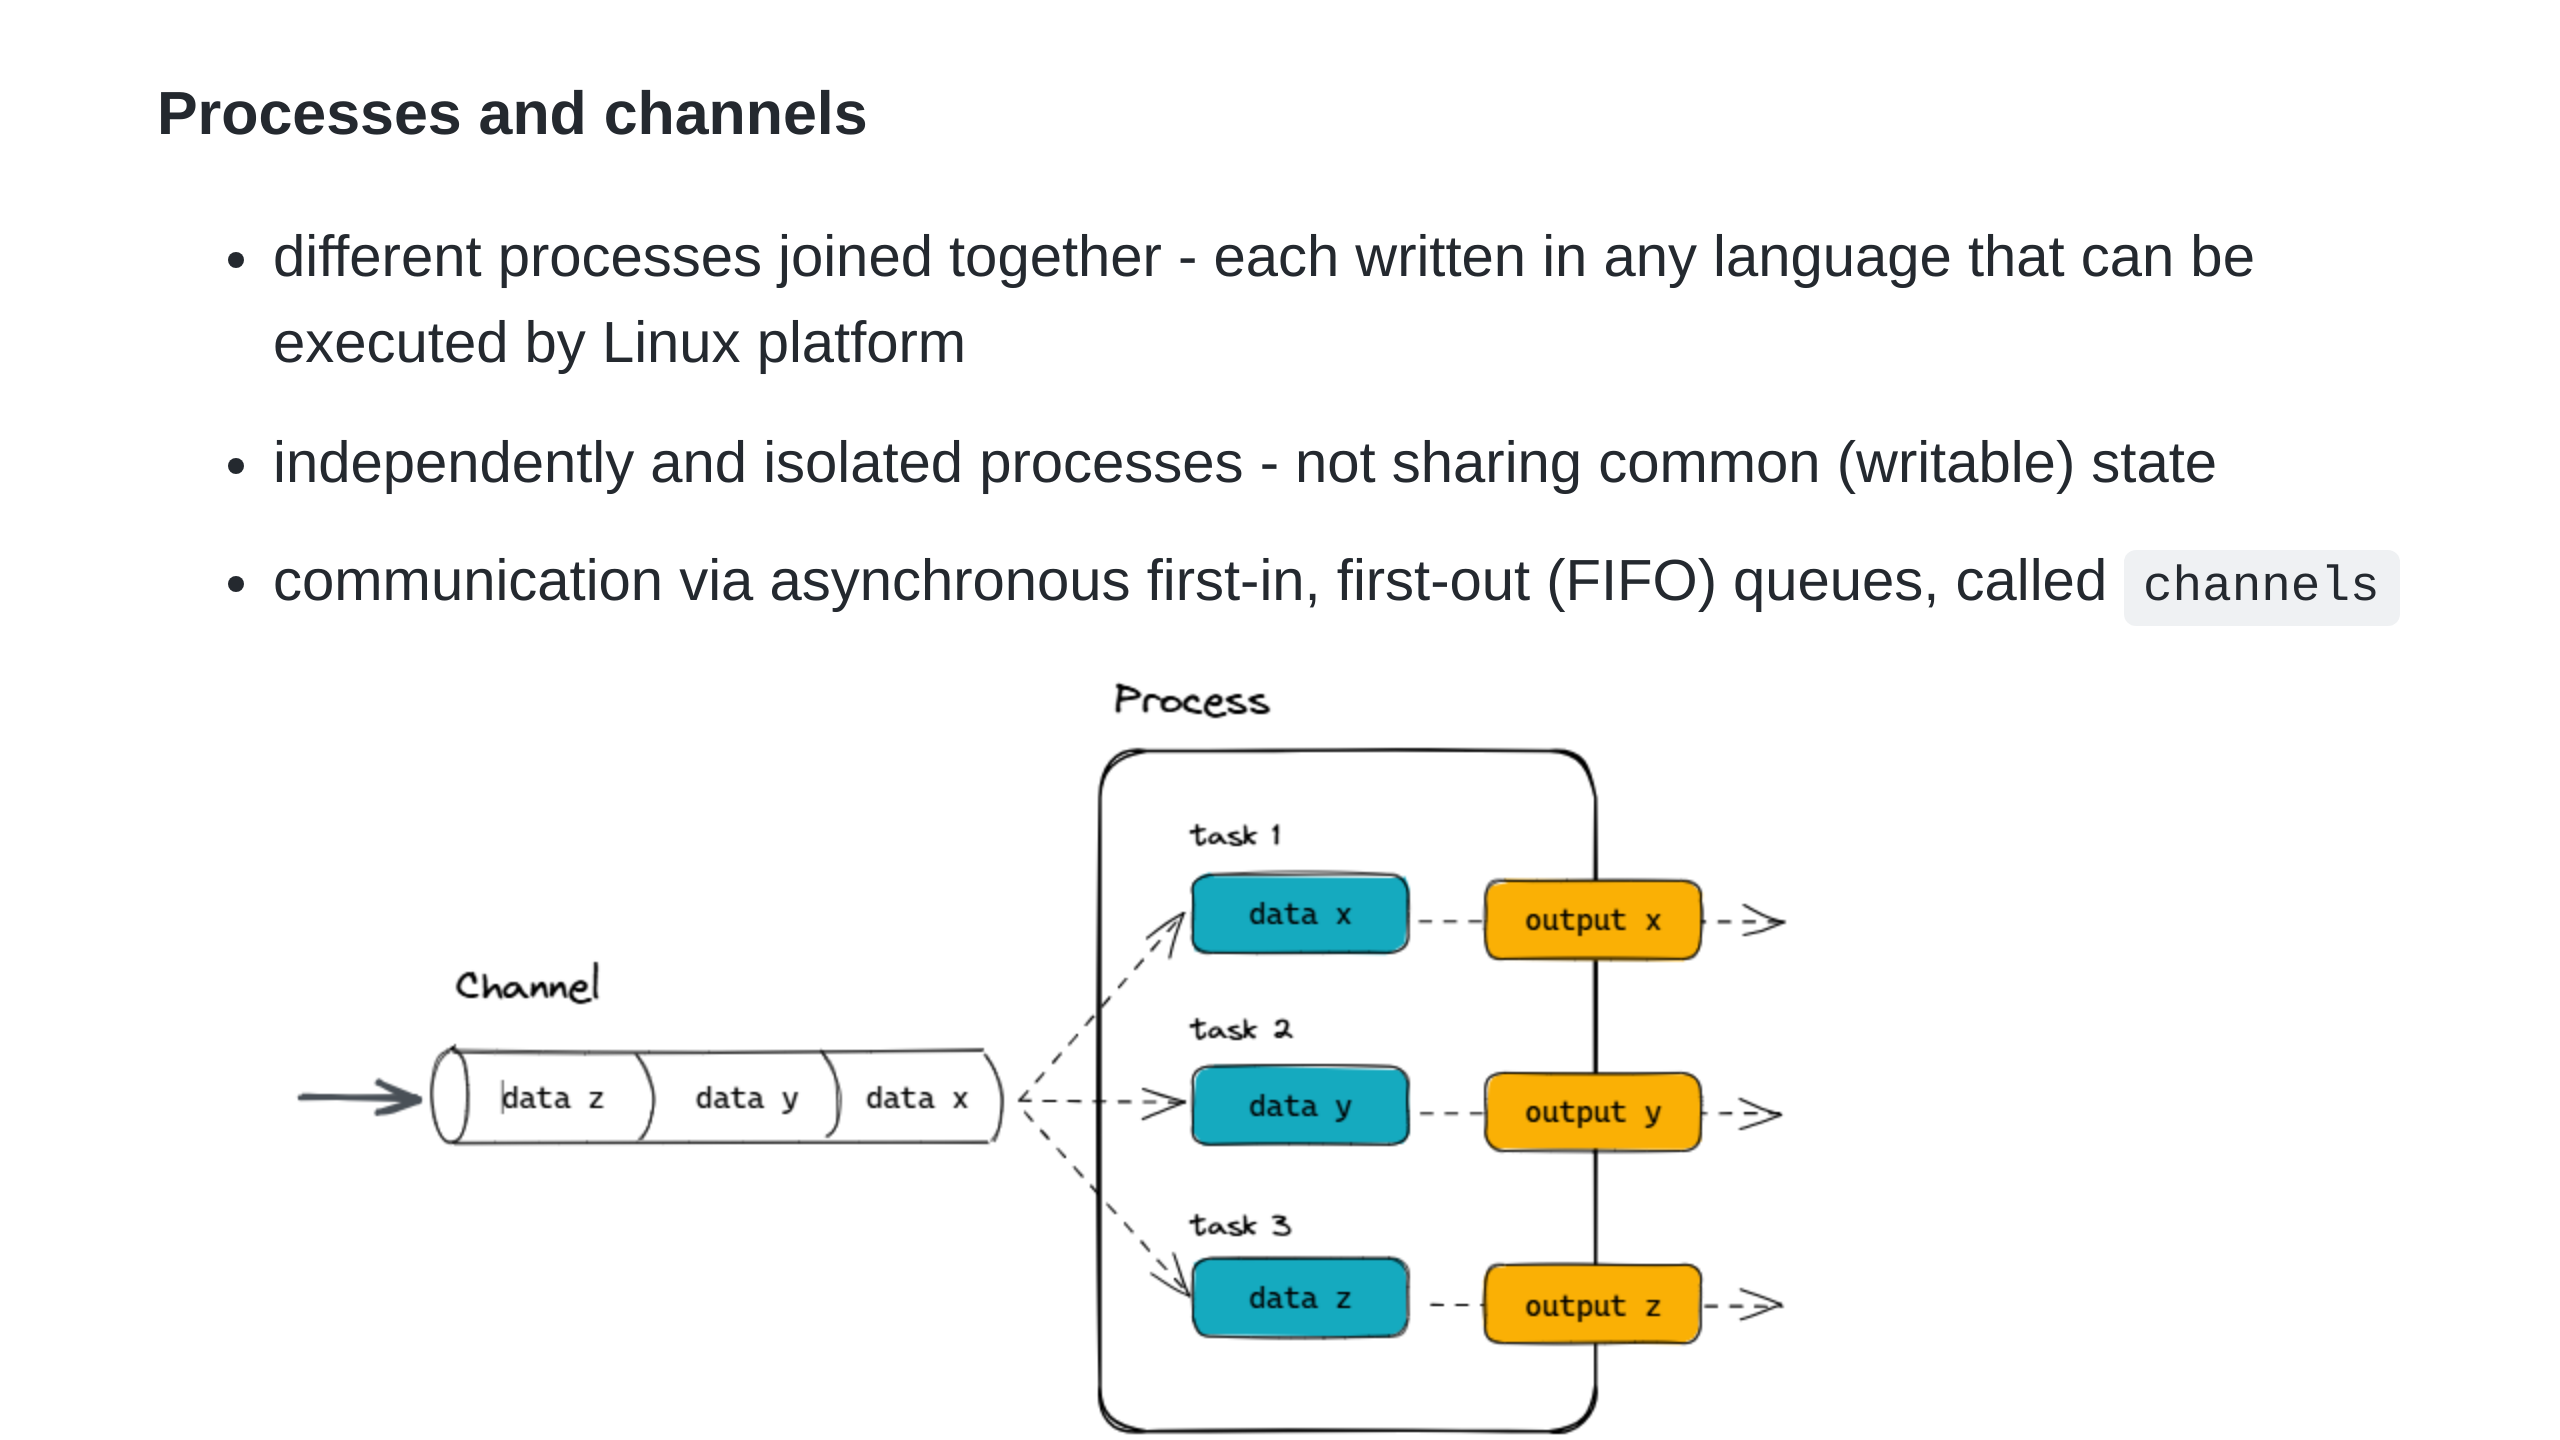 Processes and channels
different processes joined together - each written in any language that can be
executed by Linux platform
independently and isolated processes - not sharing common (writable) state
communication via asynchronous first-in, first-out (FIFO) queues, called channels
Process
task 1
data x
output x
Channel
task 2
data z
data y
data x
data y
output y
task 3
data z
output z